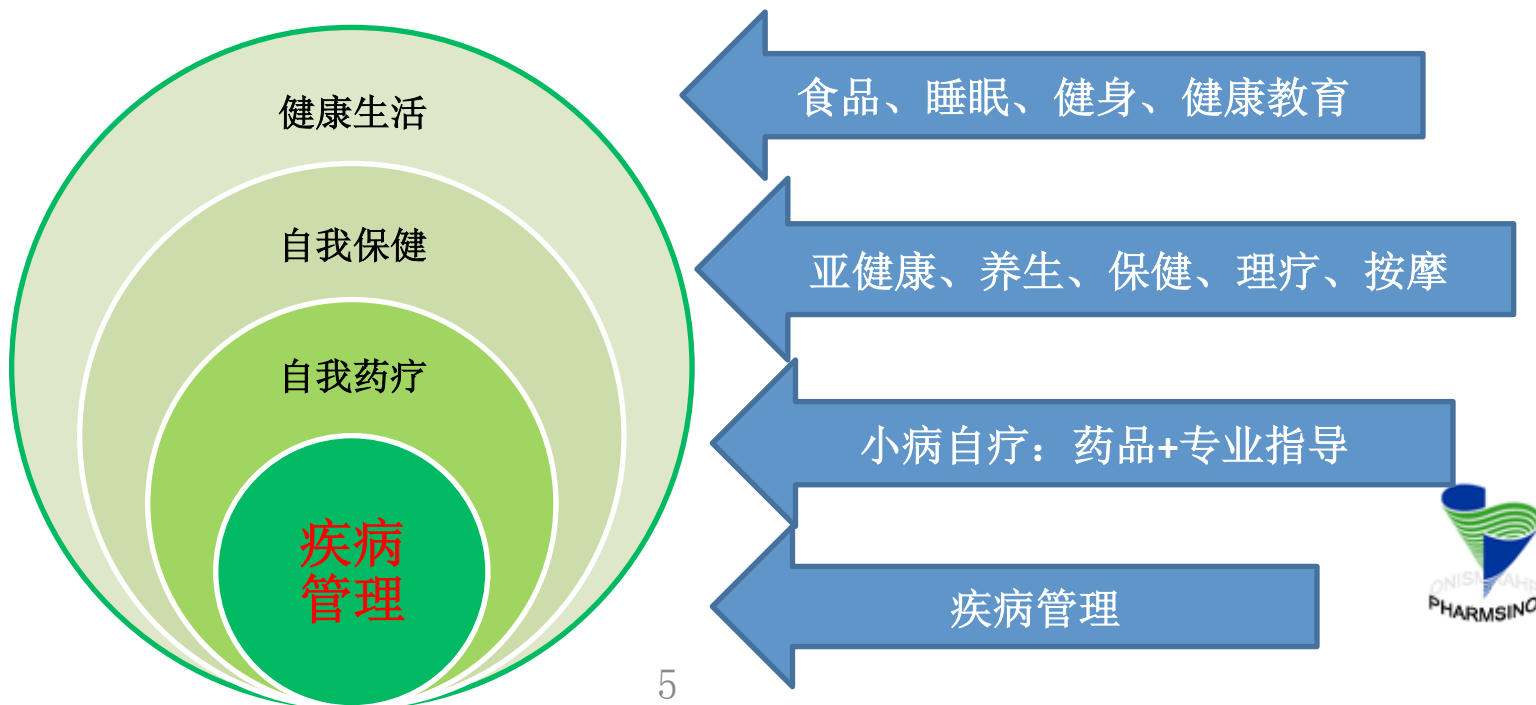 健康生活
食品、睡眠、健身、健康教育
自我保健
亚健康、养生、保健、理疗、按摩
自我药疗
小病自疗：药品+专业指导
疾病
管理
疾病管理
PHARMSINO
5